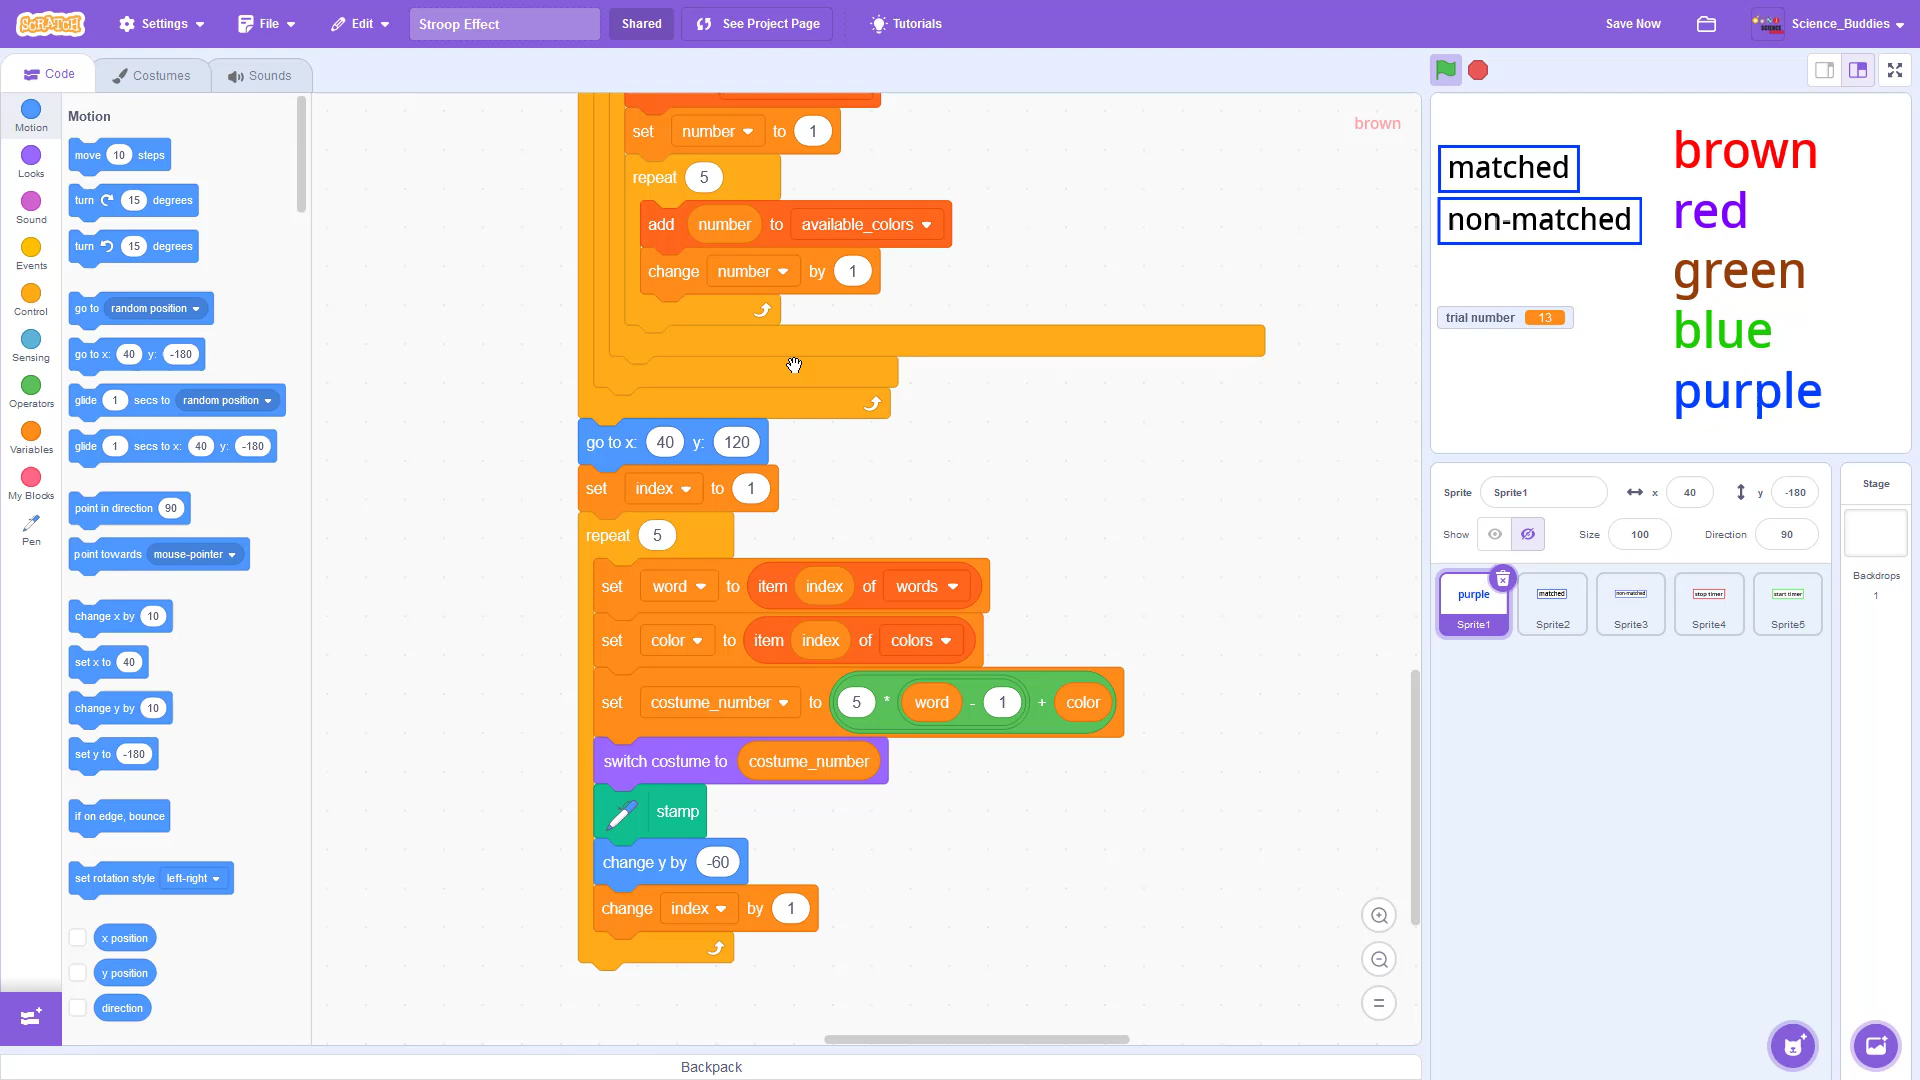 SCRATCH
Settings
File
Edit
Stroop Effect
Shared
See Project Page
Tutorials
Save Now
Science_Buddies
Code
Costumes
Sounds
Motion
Looks
Sound
Events
Control
Sensing
Operators
Variables
My Blocks
Pen
Motion
move 10 steps
turn 15 degrees
turn 15 degrees
go to random position
go to x: 40 y: -180
glide 1 secs to random position
glide 1 secs to x: 40 y: -180
point in direction 90
point towards mouse-pointer
change x by 10
set x to 40
change y by 10
set y to -180
if on edge, bounce
set rotation style left-right
x position
y position
direction
set number to 1
repeat 5
add number to available_colors
change number by 1
go to x: 40 y: 120
set index to 1
repeat 5
set word to item index of words
set color to item index of colors
set costume_number to 5 * word - 1 + color
switch costume to costume_number
stamp
change y by -60
change index by 1
brown
Backpack
matched
non-matched
trial number 13
brown
red
green
blue
purple
Sprite Sprite1 x 40 y -180
Show Size 100 Direction 90
purple
Sprite1
matched
Sprite2
non-matched
Sprite3
stop timer
Sprite4
start timer
Sprite5
Stage
Backdrops
1